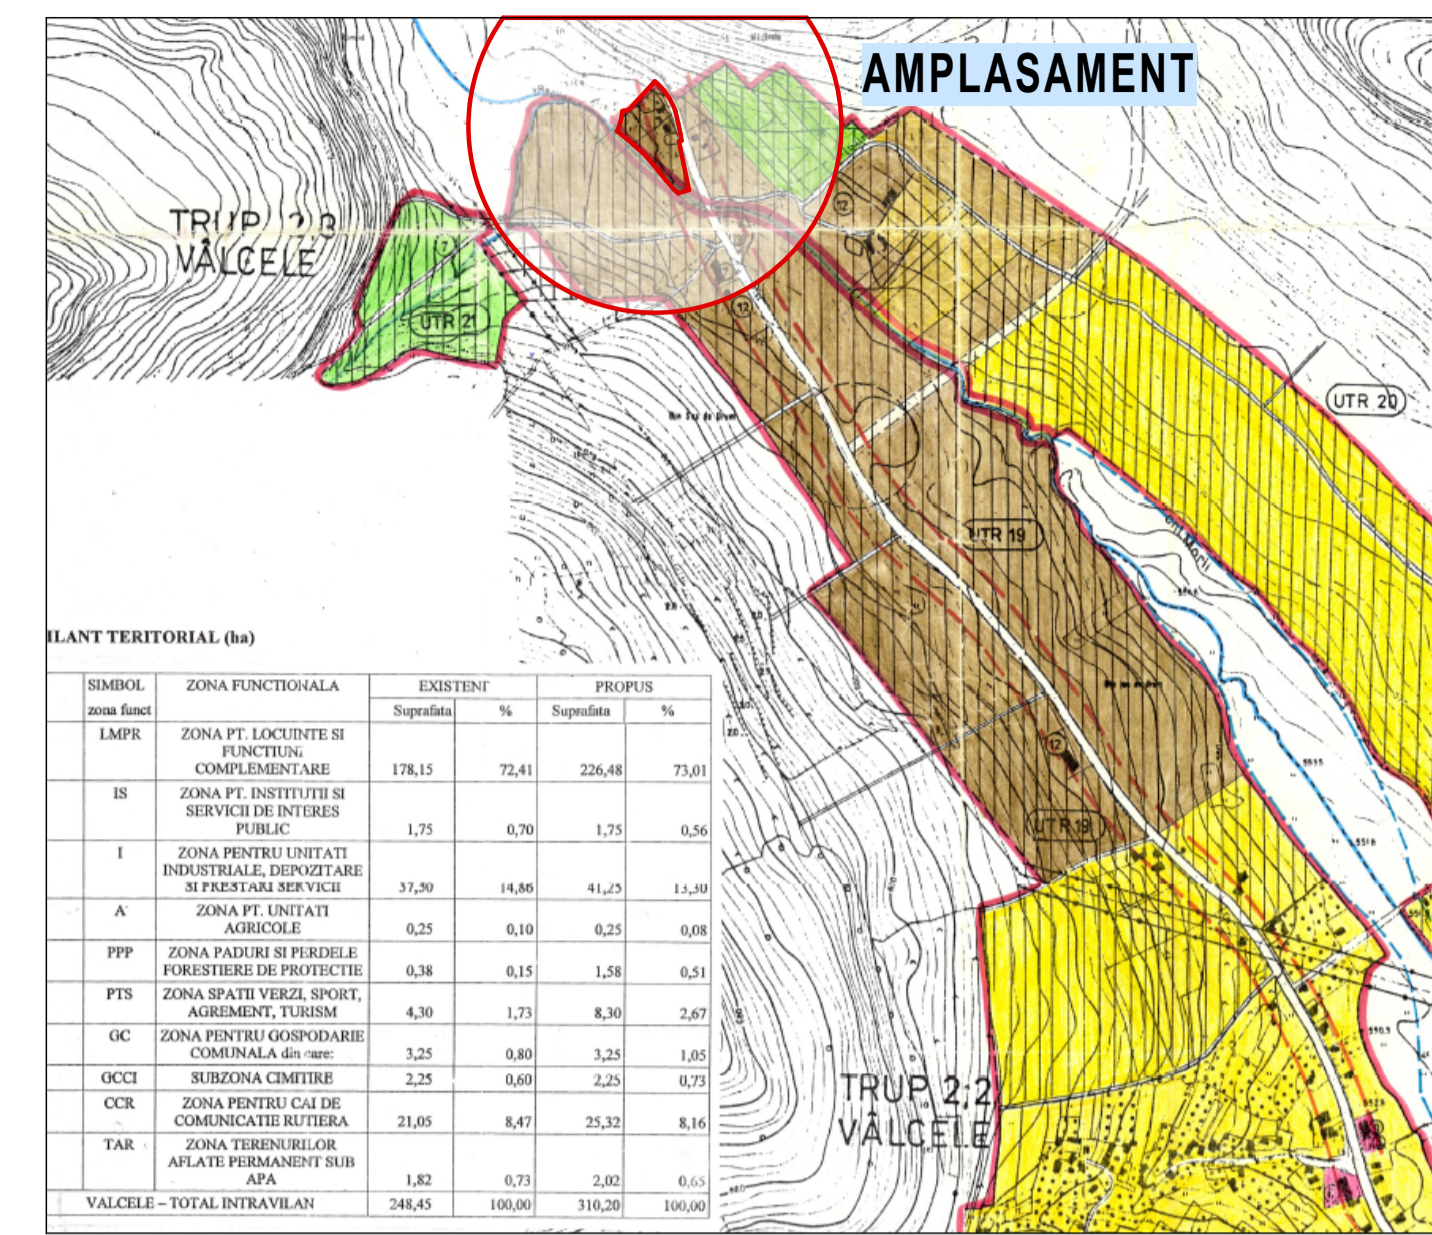 AMPLASAMENT
TRUP 2.3
VÂLCELE
7
UTR 21
12
12
UTR 20
UTR 19
12
UTR 19
TRUP 2.2
VÂLCELE
ILANT TERITORIAL (ha)
SIMBOL zona funct ZONA FUNCTIONALA EXISTENT PROPUS
Suprafata % Suprafata %
LMPR ZONA PT. LOCUINTE SI
FUNCTIUNI
COMPLEMENTARE 178,15 72,41 226,48 73,01
IS ZONA PT. INSTITUTII SI
SERVICII DE INTERES
PUBLIC 1,75 0,70 1,75 0,56
I ZONA PENTRU UNITATI
INDUSTRIALE, DEPOZITARE
SI PRESTARI SERVICII 37,50 14,86 41,25 13,30
A ZONA PT. UNITATI
AGRICOLE 0,25 0,10 0,25 0,08
PPP ZONA PADURI SI PERDELE
FORESTIERE DE PROTECTIE 0,38 0,15 1,58 0,51
PTS ZONA SPATII VERZI, SPORT,
AGREMENT, TURISM 4,30 1,73 8,30 2,67
GC ZONA PENTRU GOSPODARIE
COMUNALA din care: 3,25 0,80 3,25 1,05
GCCI SUBZONA CIMITIRE 2,25 0,60 2,25 0,73
CCR ZONA PENTRU CAI DE
COMUNICATIE RUTIERA 21,05 8,47 25,32 8,16
TAR ZONA TERENURILOR
AFLATE PERMANENT SUB
APA 1,82 0,73 2,02 0,65
VALCELE – TOTAL INTRAVILAN 248,45 100,00 310,20 100,00